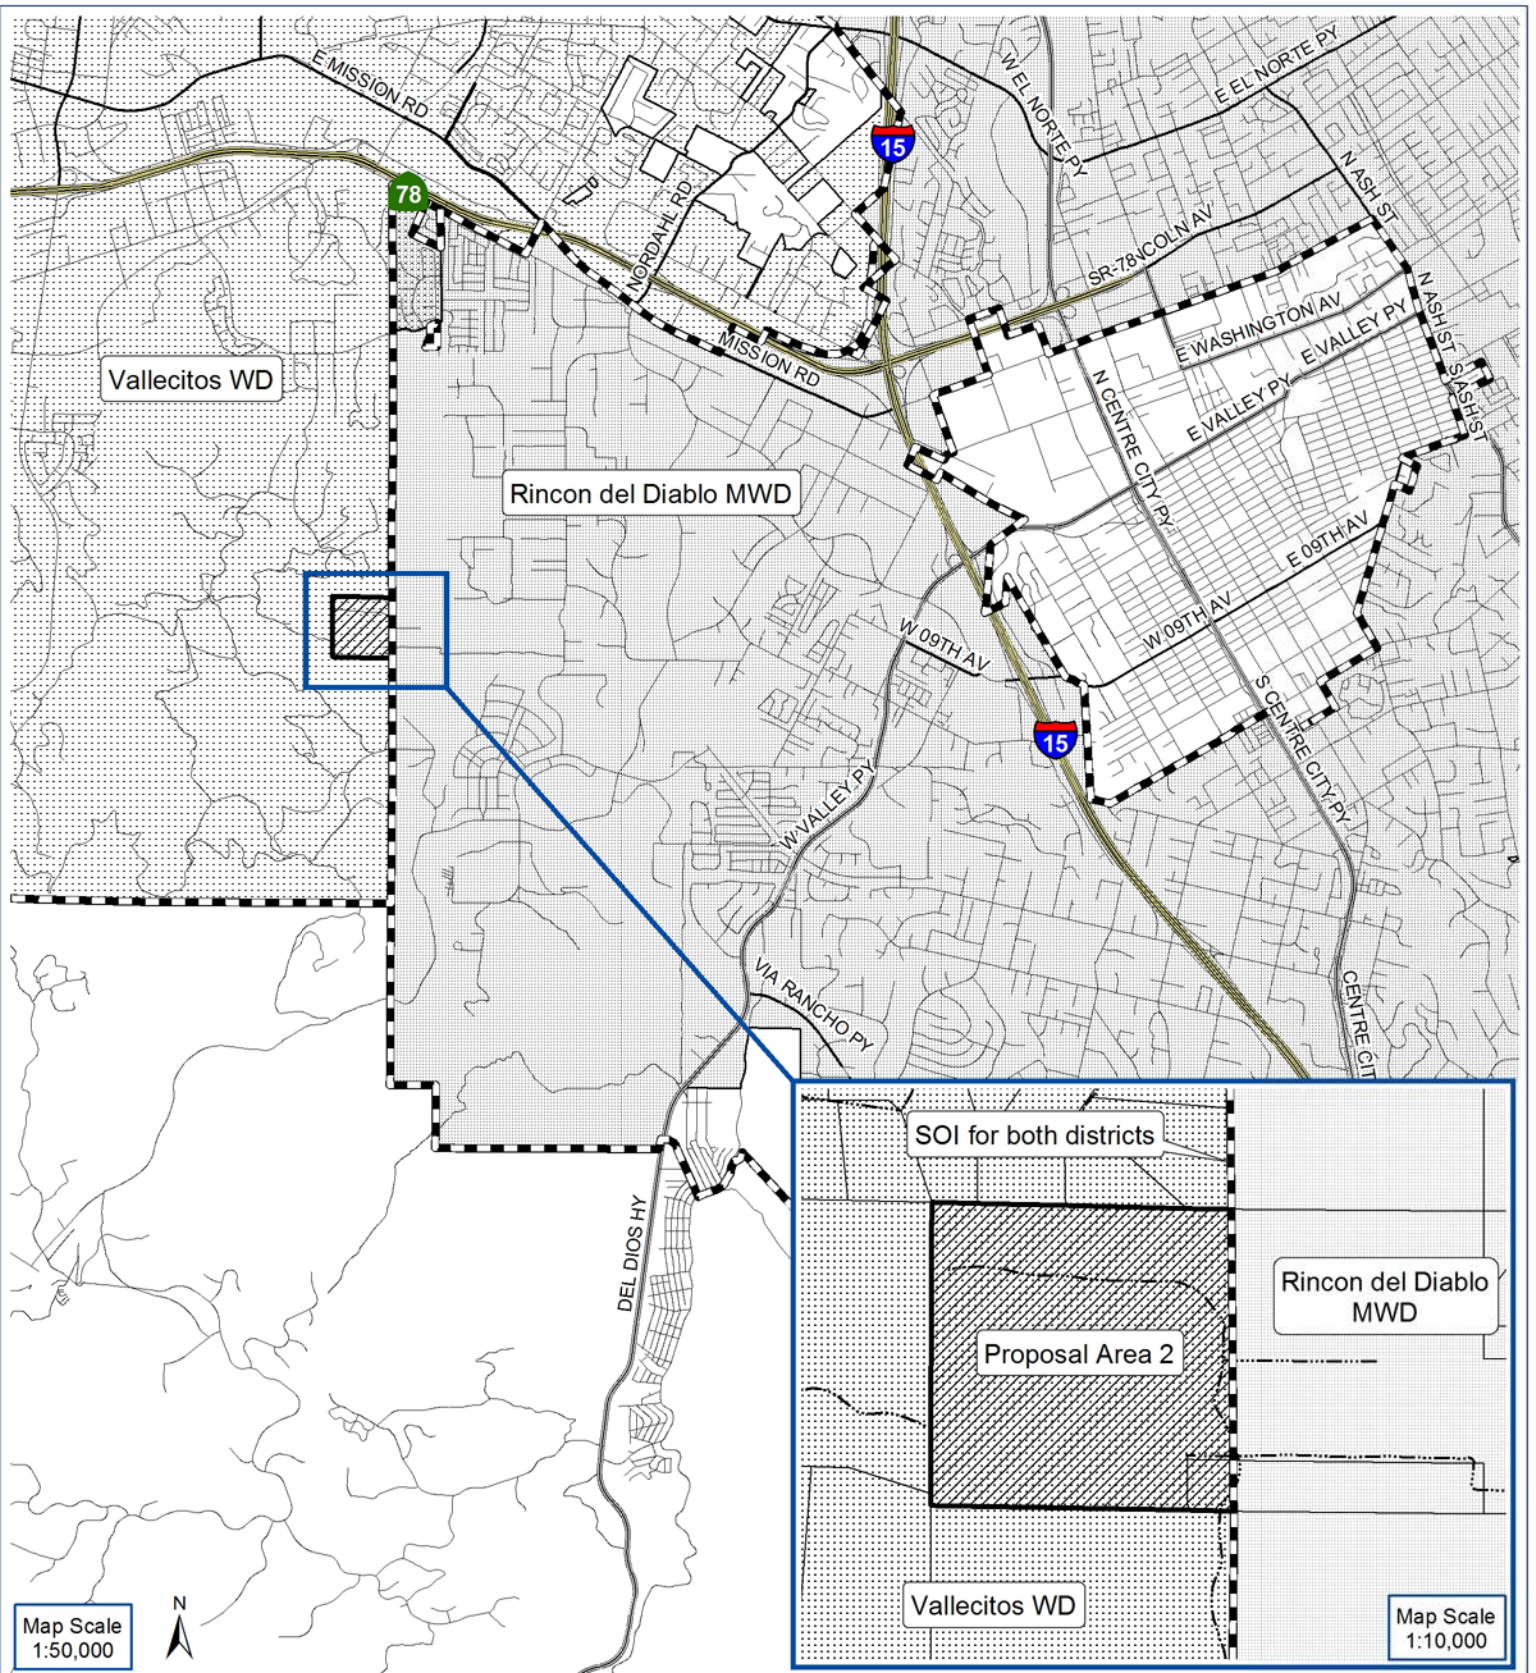 E MISSION RD
W EL NORTE PY
E EL NORTE PY
15
N ASH ST
78
NORDAHL RD
SR-78
NCOLN AV
N ASH ST
E WASHINGTON AV
E VALLEY PY
MISSION RD
Vallecitos WD
N CENTRE CITY PY
E VALLEY PY
S ASH ST
Rincon del Diablo MWD
E 09TH AV
W 09TH AV
W 09TH AV
S CENTRE CITY PY
15
W VALLEY PY
VIA RANCHO PY
CENTRE CIT
SOI for both districts
DEL DIOS HY
Rincon del Diablo
MWD
Proposal Area 2
Vallecitos WD
N
Map Scale
1:50,000
Map Scale
1:10,000